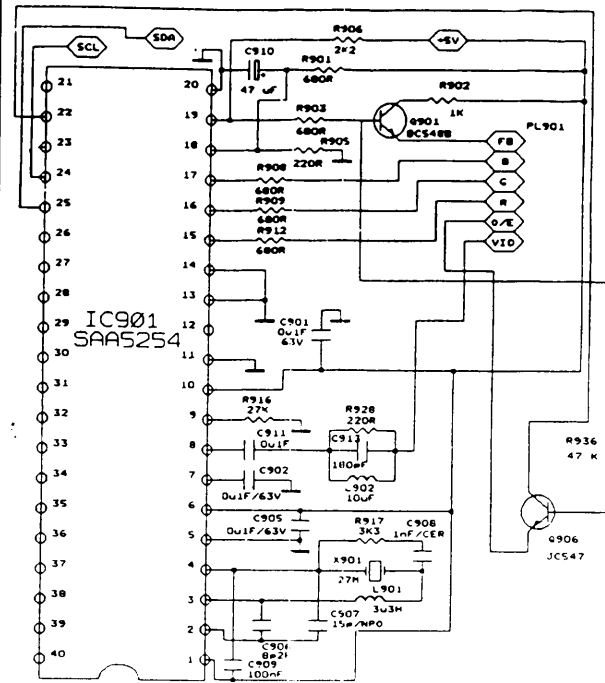 R906
2K2
+5V
SCL
SDA
C910
47 uF
R901
680R
R902
1K
R903
680R
Q901
BC548B
PL901
R905
220R
FB
B
G
R
O/E
VID
R908
680R
R909
680R
R912
680R
21
22
23
24
25
26
27
28
29
30
31
32
33
34
35
36
37
38
39
40
20
19
18
17
16
15
14
13
12
11
10
9
8
7
6
5
4
3
2
1
IC901
SAA5254
C901
0u1F
63V
R916
27K
R928
220R
C911
0u1F
C913
180pF
L902
10uF
C902
0u1F/63V
C905
0u1F/63V
R917
3K3
C908
1nF/CER
X901
27M
L901
3u3H
C907
15p/NPO
C906
8p2F
C909
100nF
R936
47 K
Q906
JC547